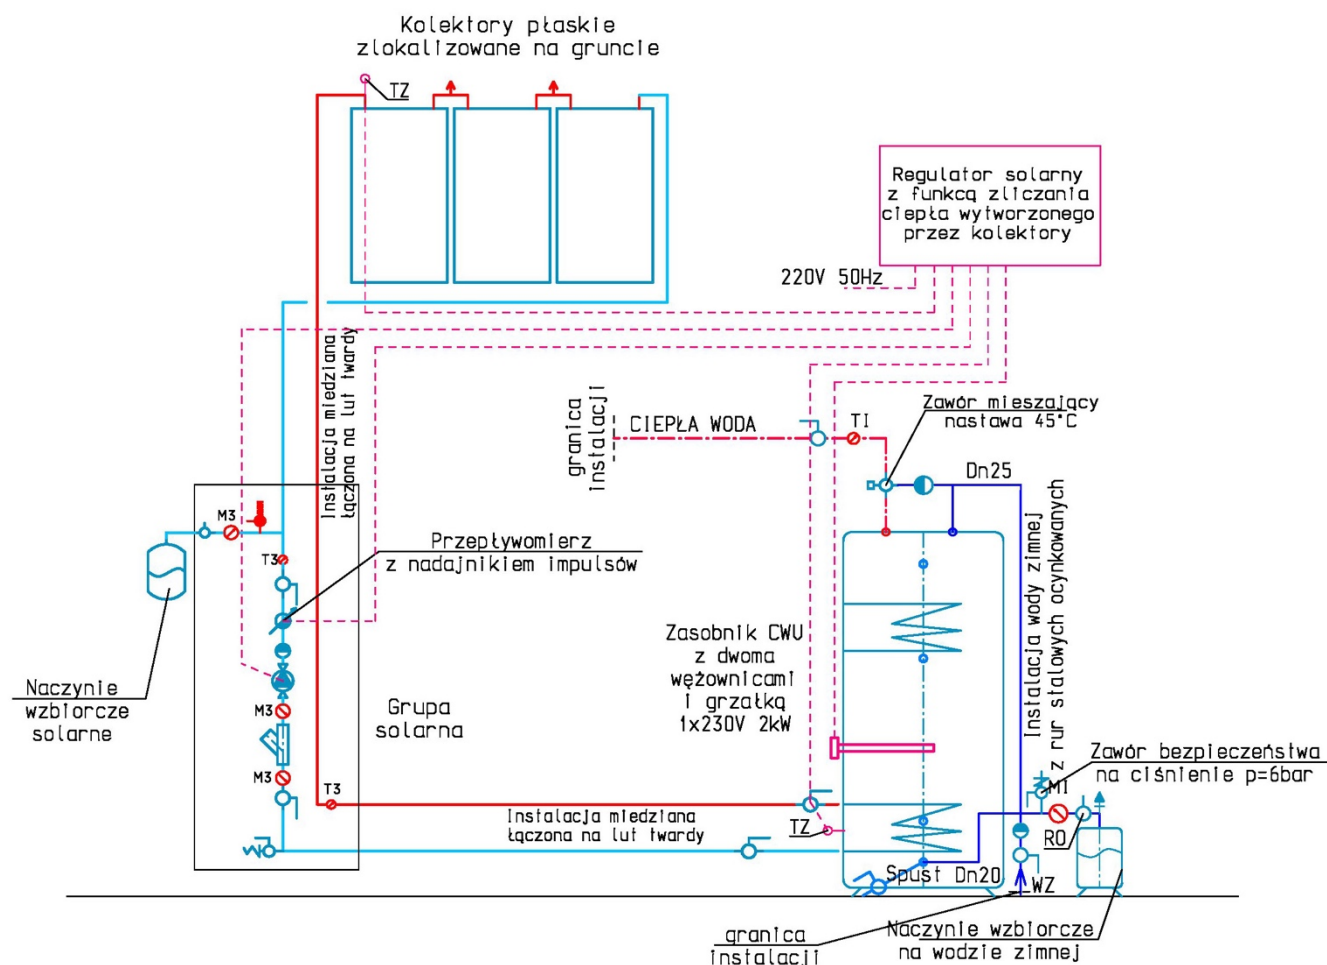 Kolektory płaskie
zlokalizowane na gruncie
TZ
Regulator solarny
z funkcą zliczania
ciepła wytworzonego
przez kolektory
220V 50Hz
Instalacja miedziana
łączona na lut twardy
granica
instalacji
CIEPŁA WODA
TI
Zawór mieszający
nastawa 45°C
Dn25
M3
T3
Przepływomierz
z nadajnikiem impulsów
Instalacja wody zimnej
z rur stalowych ocynkowanych
Zasobnik CWU
z dwoma
wężownicami
i grzałką
1x230V 2kW
Naczynie
wzbiorcze
solarne
M3
Grupa
solarna
M3
T3
Zawór bezpieczeństwa
na ciśnienie p=6bar
MI
Instalacja miedziana
łączona na lut twardy
TZ
RO
Spust Dn20
WZ
granica
instalacji
Naczynie wzbiorcze
na wodzie zimnej